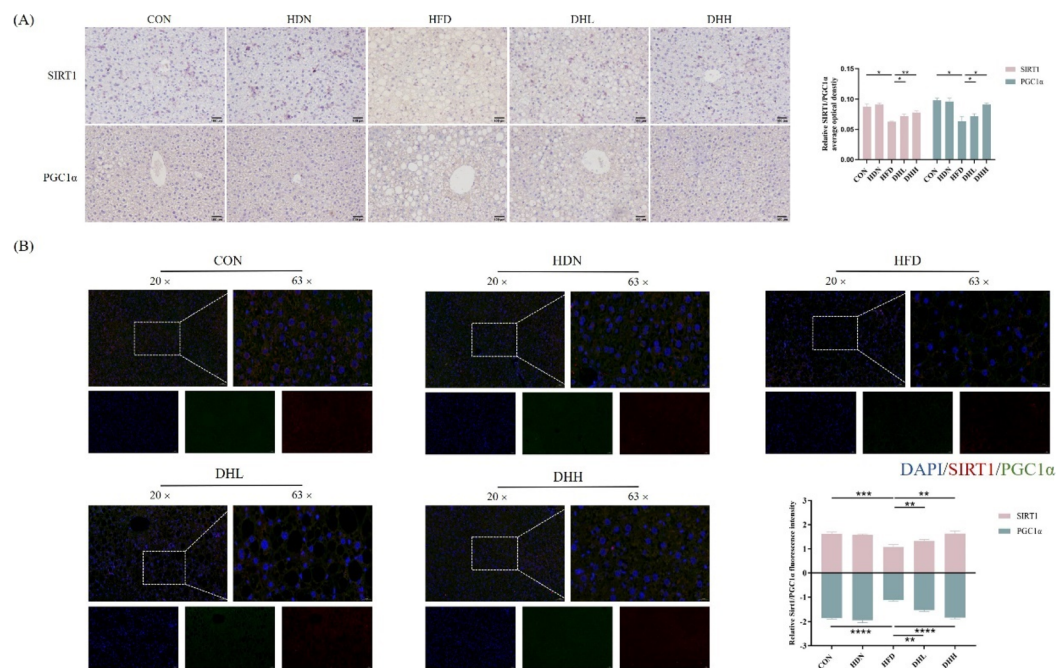 (A)
CON HDN HFD DHL DHH
SIRT1
PGC1α
Relative SIRT1/PGC1α
average optical density
0.15
0.10
0.05
0.00
* ** * *
* *
SIRT1
PGC1α
CON HDN HFD DHL DHH CON HDN HFD DHL DHH
(B)
CON HDN HFD
20 × 63 × 20 × 63 × 20 × 63 ×
DHL DHH
20 × 63 × 20 × 63 ×
DAPI/SIRT1/PGC1α
Relative Sirt1/PGC1α fluorescence intensity
4
3
2
1
0
-1
-2
-3
*** **
**
SIRT1
PGC1α
**** ****
**
CON HDN HFD DHL DHH